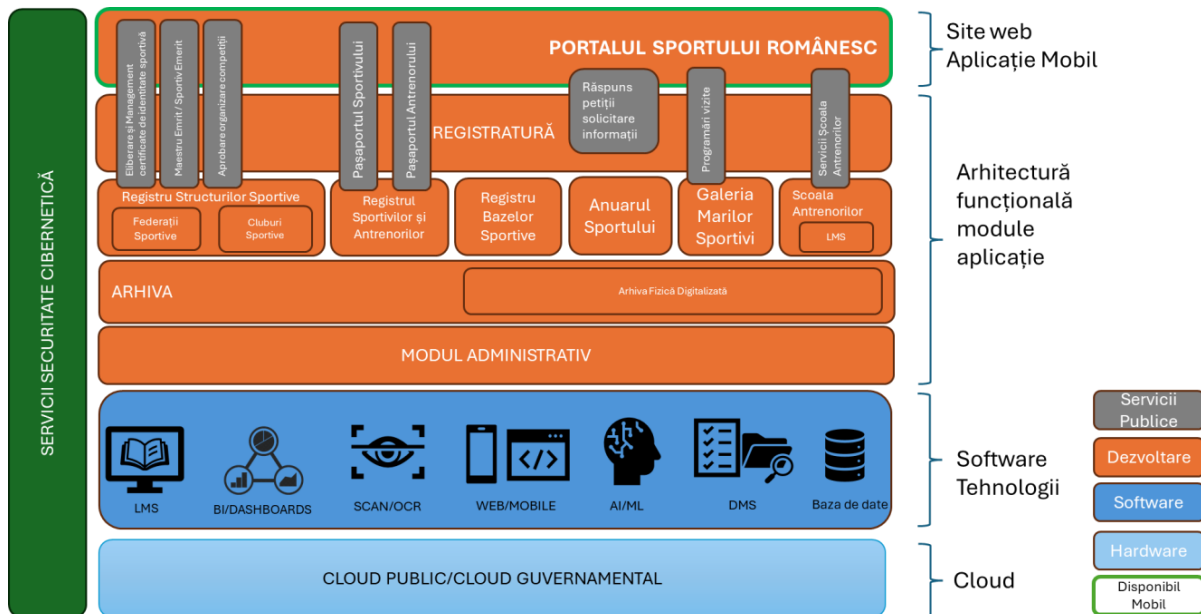 SERVICII SECURITATE CIBERNETICĂ
PORTALUL SPORTULUI ROMÂNESC
Eliberare și Management
certificate de identitate sportivă
Maestru Emrit / Sportiv Emerit
Aprobare organizare competiții
Pașaportul Sportivului
Pașaportul Antrenorului
Răspuns
petiții
solicitare
informații
Programări vizite
Servicii Școala
Antrenorilor
REGISTRATURĂ
Registru Structurilor Sportive
Federații
Sportive
Cluburi
Sportive
Registrul
Sportivilor și
Antrenorilor
Registru
Bazelor
Sportive
Anuarul
Sportului
Galeria
Marilor
Sportivi
Scoala
Antrenorilor
LMS
ARHIVA
Arhiva Fizică Digitalizată
MODUL ADMINISTRATIV
LMS
BI/DASHBOARDS
SCAN/OCR
WEB/MOBILE
AI/ML
DMS
Baza de date
CLOUD PUBLIC/CLOUD GUVERNAMENTAL
Site web
Aplicație Mobil
Arhitectură
funcțională
module
aplicație
Software
Tehnologii
Cloud
Servicii
Publice
Dezvoltare
Software
Hardware
Disponibil
Mobil